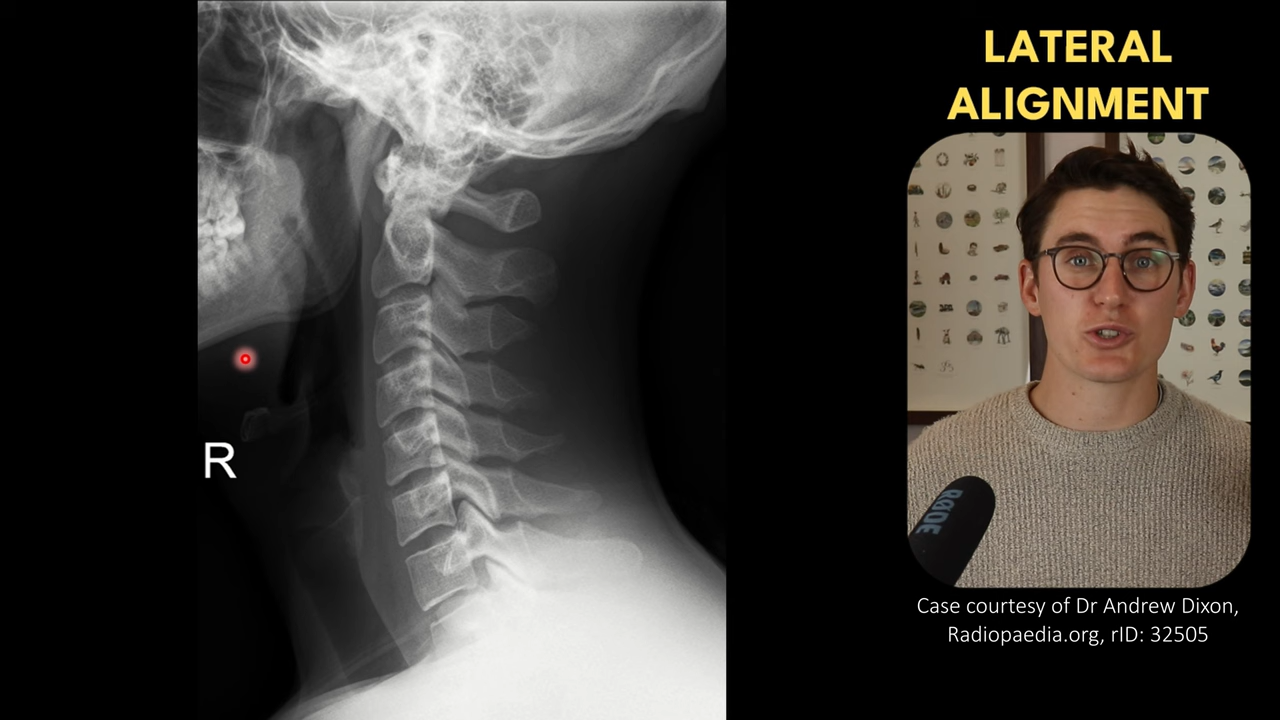 LATERAL
ALIGNMENT
R
RØDE
Case courtesy of Dr Andrew Dixon,
Radiopaedia.org, rID: 32505